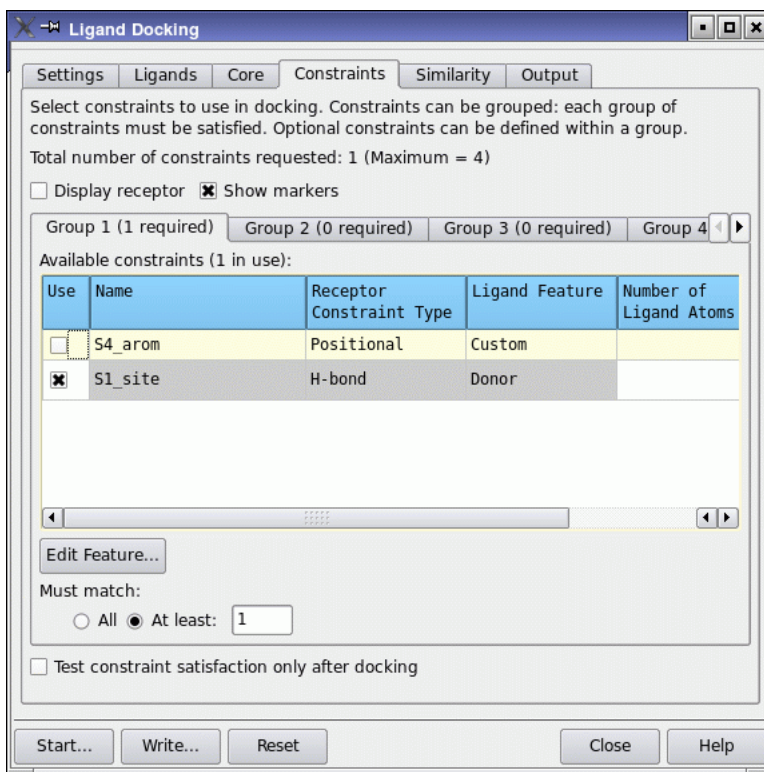 Ligand Docking
Settings Ligands Core Constraints Similarity Output
Select constraints to use in docking. Constraints can be grouped: each group of
constraints must be satisfied. Optional constraints can be defined within a group.
Total number of constraints requested: 1 (Maximum = 4)
Display receptor Show markers
Group 1 (1 required) Group 2 (0 required) Group 3 (0 required) Group 4
Available constraints (1 in use):
Use Name Receptor Ligand Feature Number of
Constraint Type Ligand Atoms
S4_arom Positional Custom
S1_site H-bond Donor
Edit Feature...
Must match:
All At least: 1
Test constraint satisfaction only after docking
Start... Write... Reset Close Help